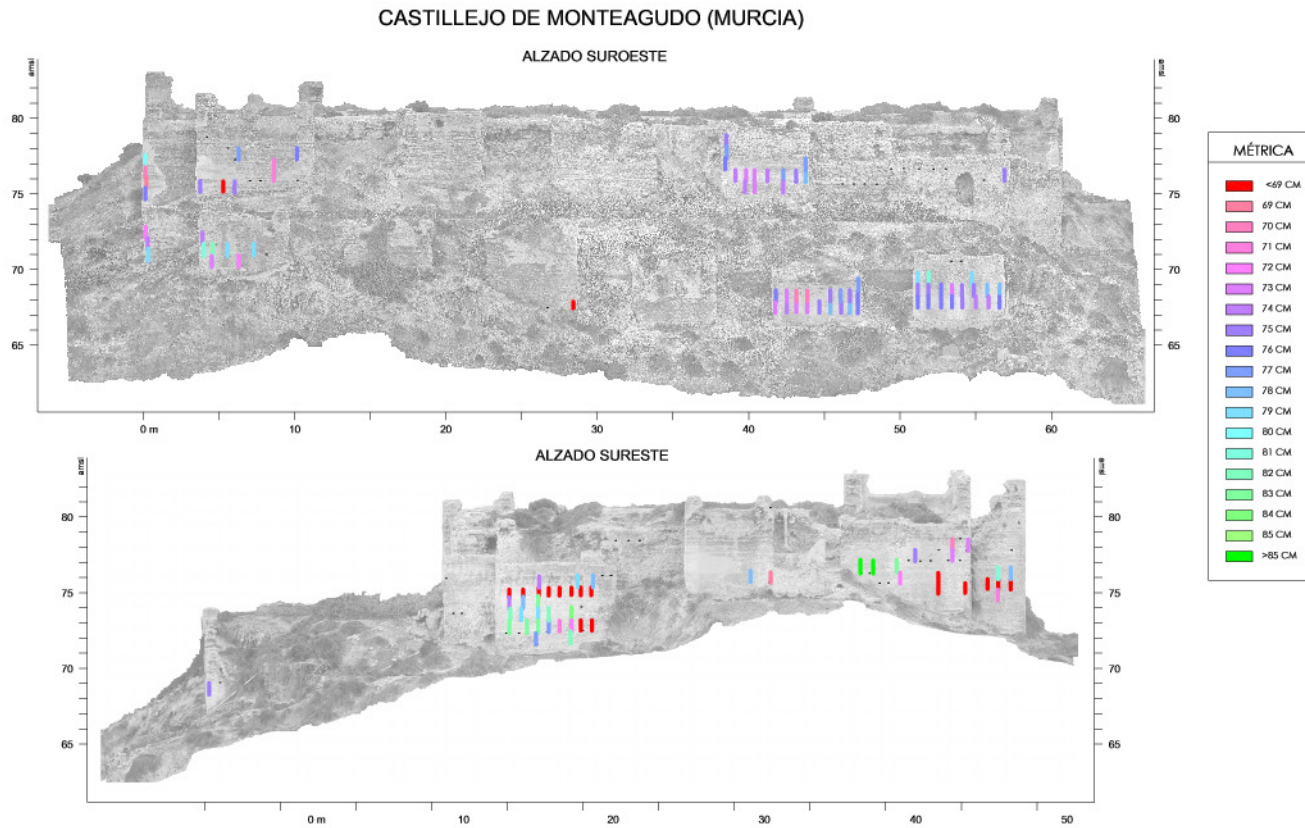 CASTILLEJO DE MONTEAGUDO (MURCIA)
ALZADO SUROESTE
amsl
amsl
80
80
75
75
70
70
65
65
0 m
10
20
30
40
50
60
MÉTRICA
<69 CM
69 CM
70 CM
71 CM
72 CM
73 CM
74 CM
75 CM
76 CM
77 CM
78 CM
79 CM
80 CM
81 CM
82 CM
83 CM
84 CM
85 CM
>85 CM
ALZADO SURESTE
amsl
amsl
80
80
75
75
70
70
65
65
0 m
10
20
30
40
50